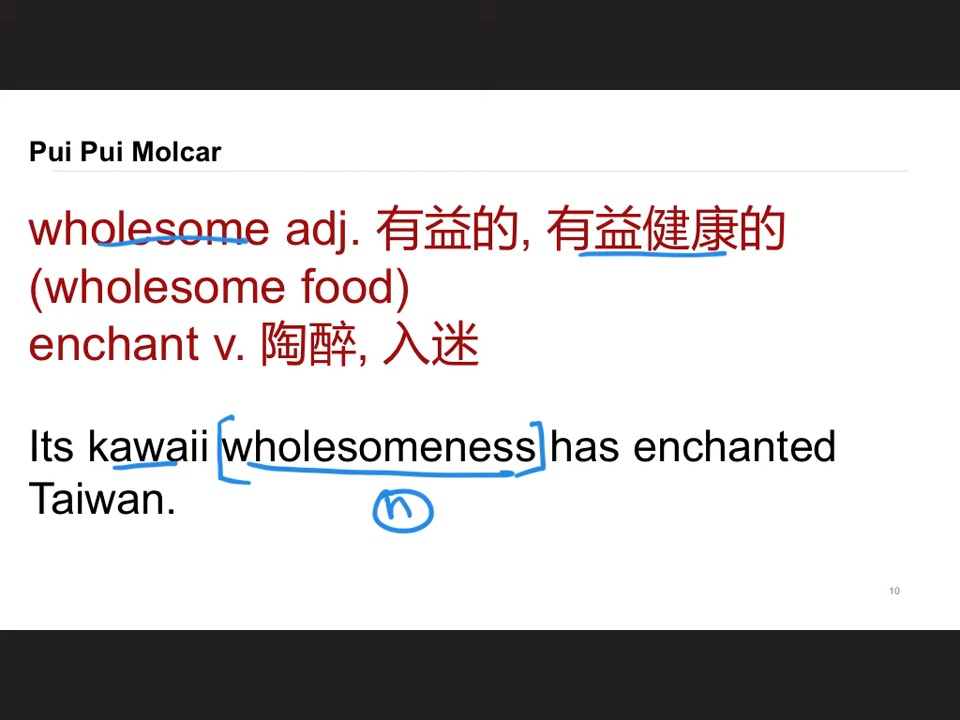 Pui Pui Molcar
wholesome adj. 有益的, 有益健康的
(wholesome food)
enchant v. 陶醉, 入迷
Its kawaii [wholesomeness] has enchanted
Taiwan.
n
10